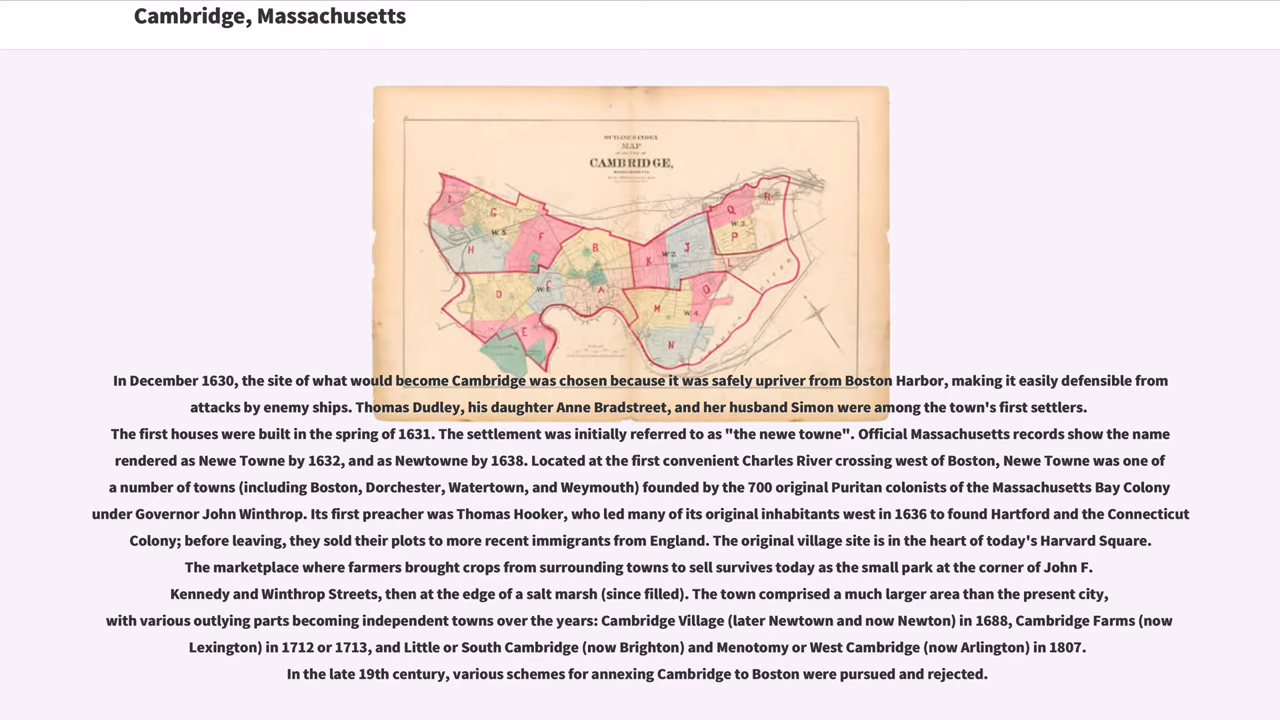 Cambridge, Massachusetts
OUTLINE & INDEX
MAP
of the City of
CAMBRIDGE,
MASSACHUSETTS
I
G
W. 5.
H
F
B
D
C
W. 1.
A
E
K
W 2.
J
Q
R
W. 3.
P
L
M
O
W. 4.
N
RIVER
In December 1630, the site of what would become Cambridge was chosen because it was safely upriver from Boston Harbor, making it easily defensible from
attacks by enemy ships. Thomas Dudley, his daughter Anne Bradstreet, and her husband Simon were among the town's first settlers.
The first houses were built in the spring of 1631. The settlement was initially referred to as "the newe towne". Official Massachusetts records show the name
rendered as Newe Towne by 1632, and as Newtowne by 1638. Located at the first convenient Charles River crossing west of Boston, Newe Towne was one of
a number of towns (including Boston, Dorchester, Watertown, and Weymouth) founded by the 700 original Puritan colonists of the Massachusetts Bay Colony
under Governor John Winthrop. Its first preacher was Thomas Hooker, who led many of its original inhabitants west in 1636 to found Hartford and the Connecticut
Colony; before leaving, they sold their plots to more recent immigrants from England. The original village site is in the heart of today's Harvard Square.
The marketplace where farmers brought crops from surrounding towns to sell survives today as the small park at the corner of John F.
Kennedy and Winthrop Streets, then at the edge of a salt marsh (since filled). The town comprised a much larger area than the present city,
with various outlying parts becoming independent towns over the years: Cambridge Village (later Newtown and now Newton) in 1688, Cambridge Farms (now
Lexington) in 1712 or 1713, and Little or South Cambridge (now Brighton) and Menotomy or West Cambridge (now Arlington) in 1807.
In the late 19th century, various schemes for annexing Cambridge to Boston were pursued and rejected.